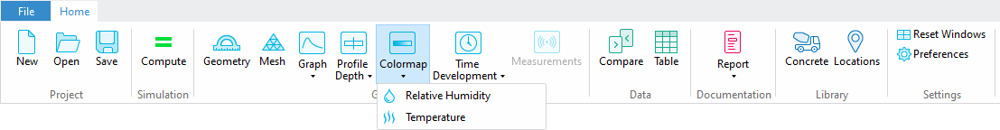 File Home
New Open Save Compute Geometry Mesh Graph Profile Depth Colormap Time Development Measurements Compare Table Report Concrete Locations
Reset Windows
Preferences
Project Simulation G Data Documentation Library Settings
Relative Humidity
Temperature